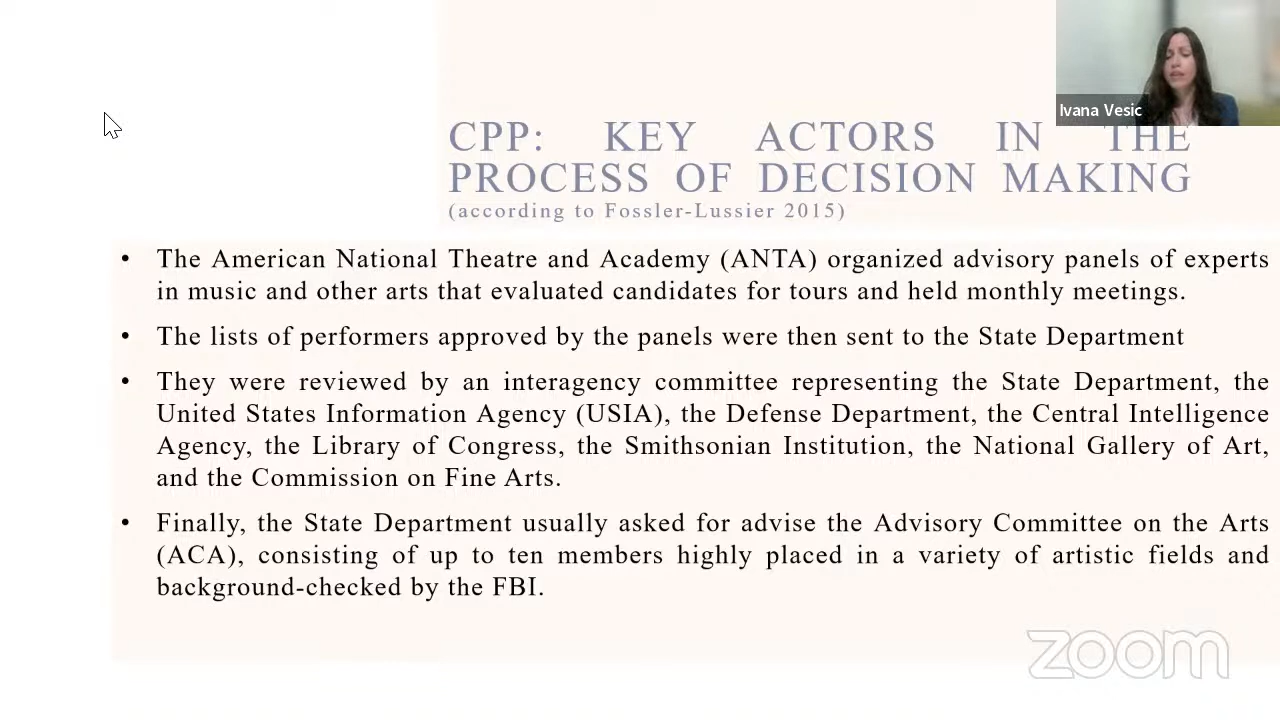 Ivana Vesic
CPP: KEY ACTORS IN THE
PROCESS OF DECISION MAKING
(according to Fossler-Lussier 2015)
• The American National Theatre and Academy (ANTA) organized advisory panels of experts
in music and other arts that evaluated candidates for tours and held monthly meetings.
• The lists of performers approved by the panels were then sent to the State Department
• They were reviewed by an interagency committee representing the State Department, the
United States Information Agency (USIA), the Defense Department, the Central Intelligence
Agency, the Library of Congress, the Smithsonian Institution, the National Gallery of Art,
and the Commission on Fine Arts.
• Finally, the State Department usually asked for advise the Advisory Committee on the Arts
(ACA), consisting of up to ten members highly placed in a variety of artistic fields and
background-checked by the FBI.
zoom